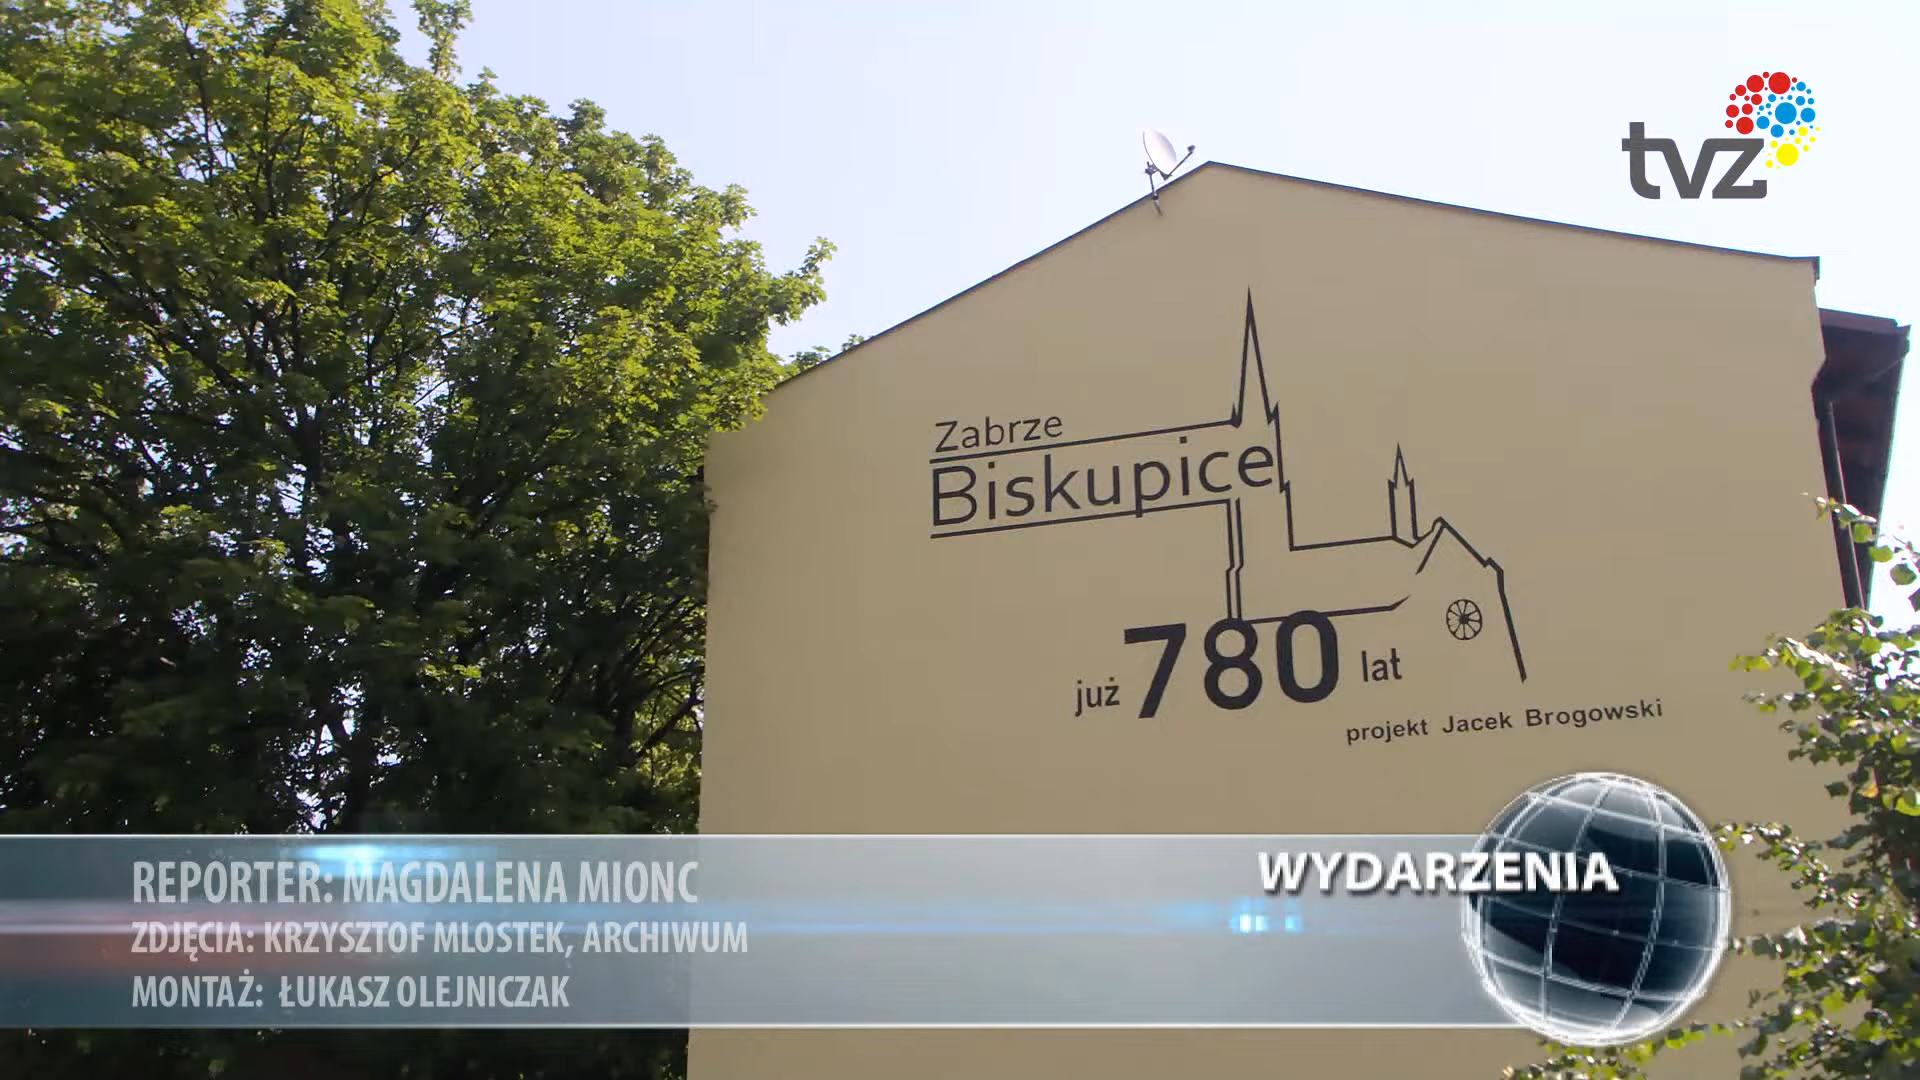 tvz
Zabrze
Biskupice
już 780 lat
projekt Jacek Brogowski
WYDARZENIA
REPORTER: MAGDALENA MIONC
ZDJĘCIA: KRZYSZTOF MLOSTEK, ARCHIWUM
MONTAŻ: ŁUKASZ OLEJNICZAK